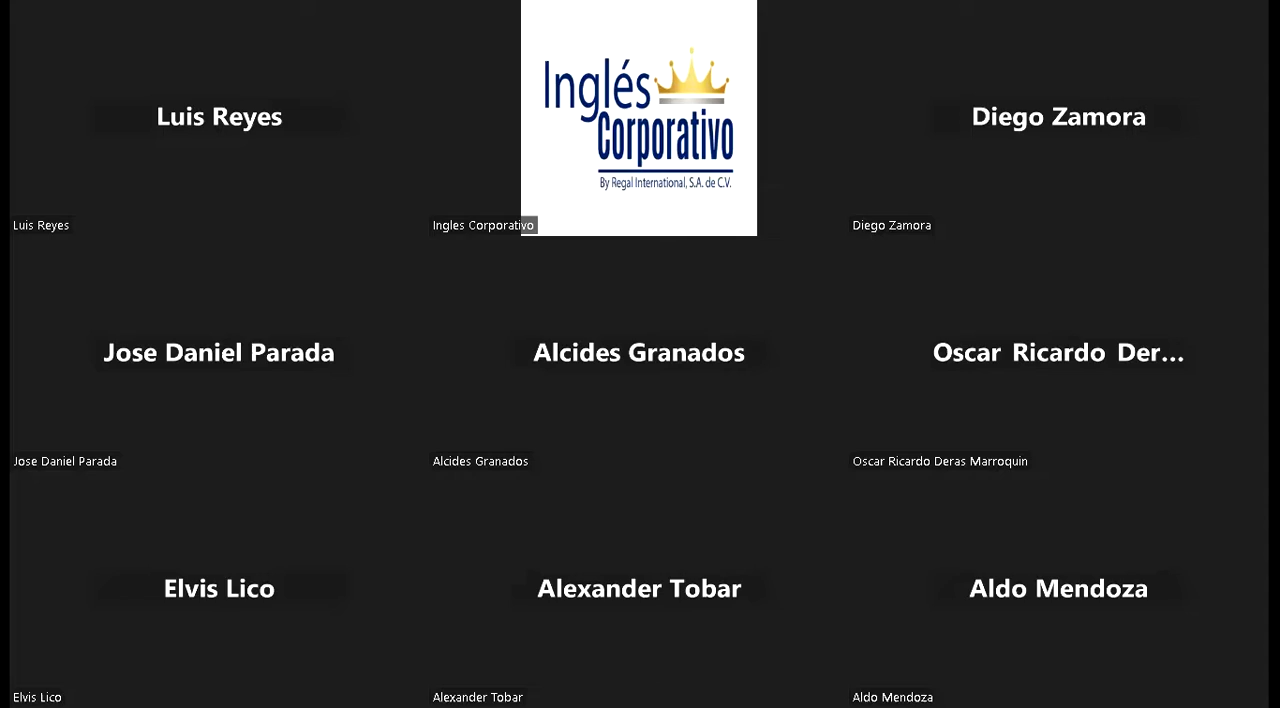 Luis Reyes
Luis Reyes
Inglés
Corporativo
By Regal International, S.A. de C.V.
Ingles Corporativo
Diego Zamora
Diego Zamora
Jose Daniel Parada
Jose Daniel Parada
Alcides Granados
Alcides Granados
Oscar Ricardo Der...
Oscar Ricardo Deras Marroquin
Elvis Lico
Elvis Lico
Alexander Tobar
Alexander Tobar
Aldo Mendoza
Aldo Mendoza